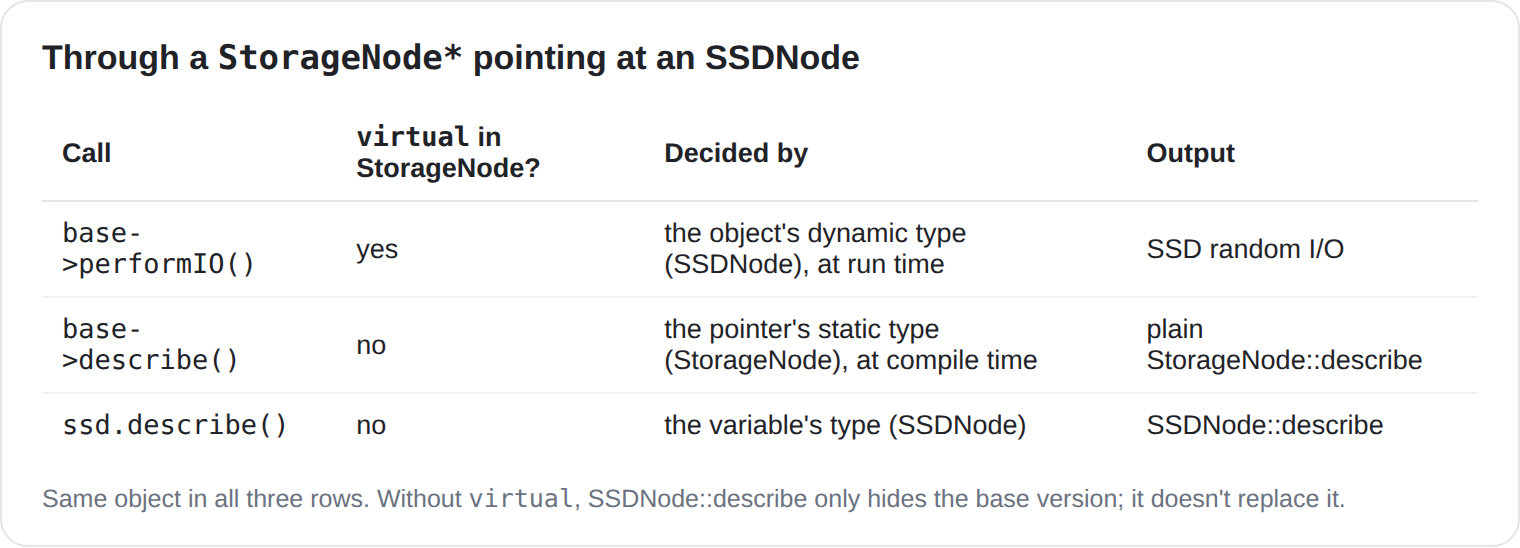 Through a StorageNode* pointing at an SSDNode
Call
virtual in
StorageNode?
Decided by
Output
base-
>performIO()
yes
the object's dynamic type
(SSDNode), at run time
SSD random I/O
base-
>describe()
no
the pointer's static type
(StorageNode), at compile time
plain
StorageNode::describe
ssd.describe()
no
the variable's type (SSDNode)
SSDNode::describe
Same object in all three rows. Without virtual, SSDNode::describe only hides the base version; it doesn't replace it.